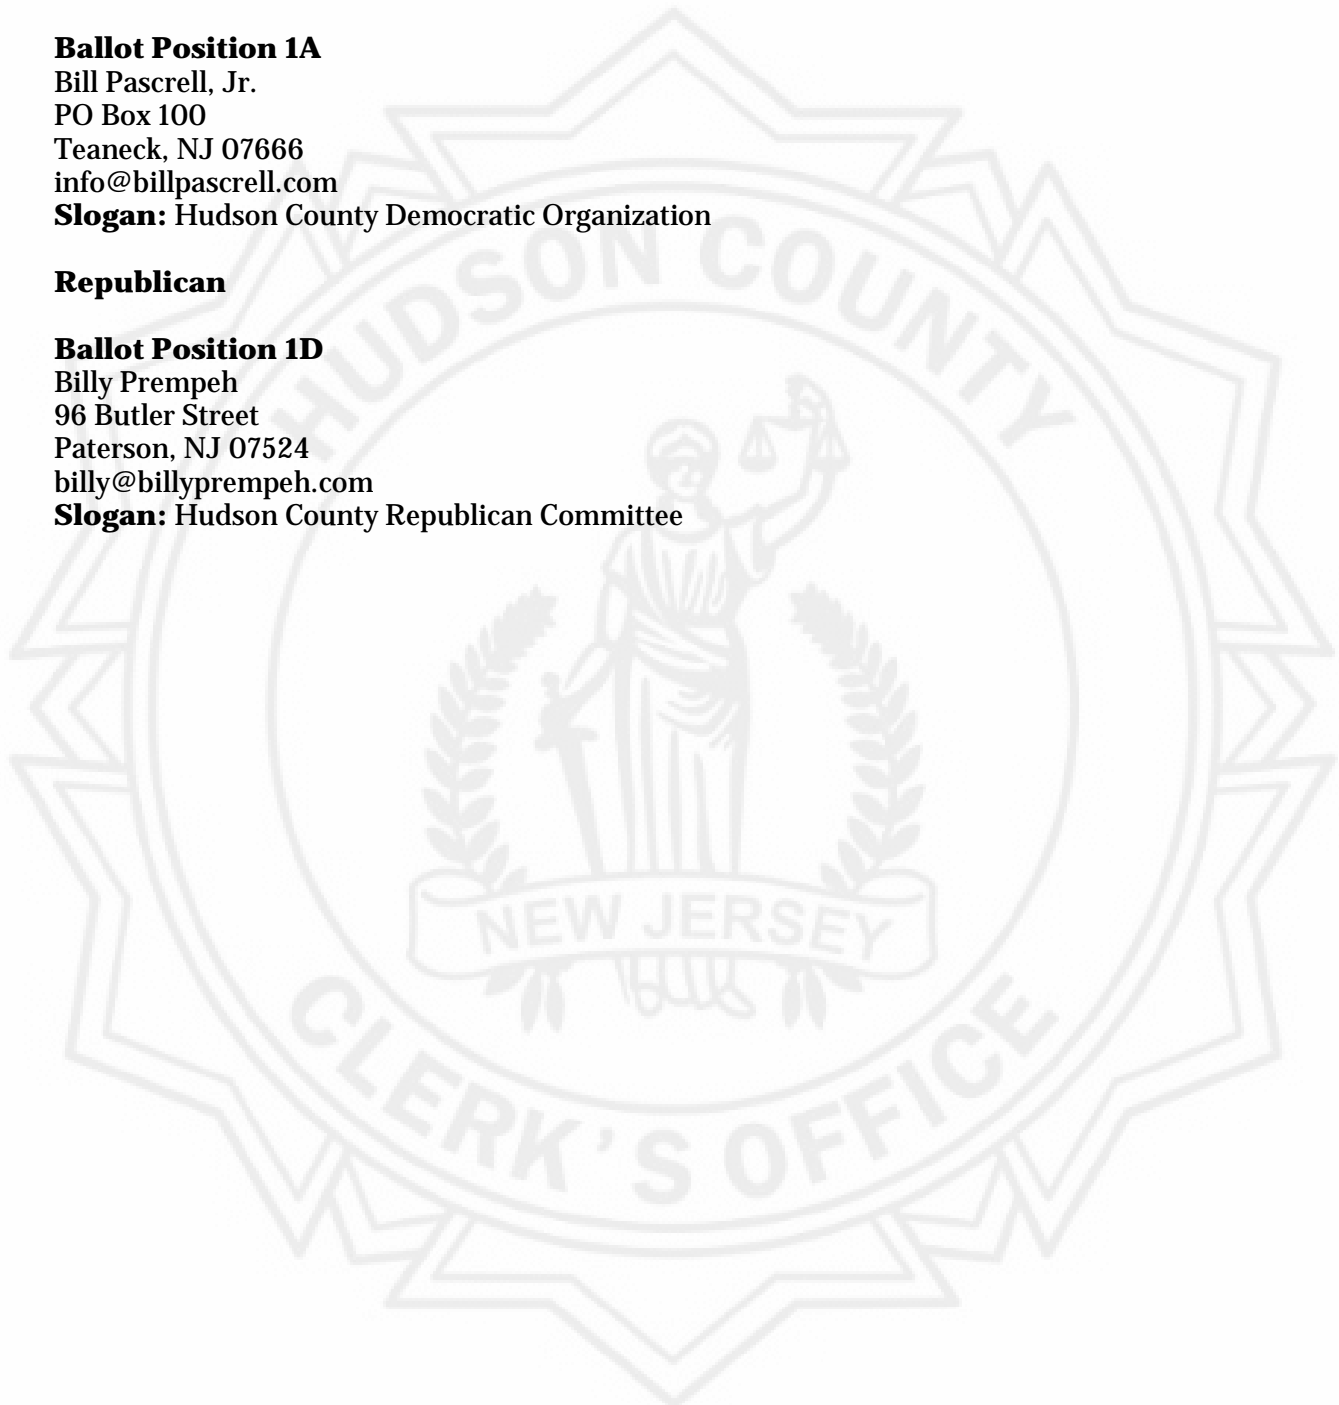 Ballot Position 1A
Bill Pascrell, Jr.
PO Box 100
Teaneck, NJ 07666
info@billpascrell.com
Slogan: Hudson County Democratic Organization
Republican
Ballot Position 1D
Billy Prempeh
96 Butler Street
Paterson, NJ 07524
billy@billyprempeh.com
Slogan: Hudson County Republican Committee
HUDSON COUNTY
NEW JERSEY
CLERK'S OFFICE